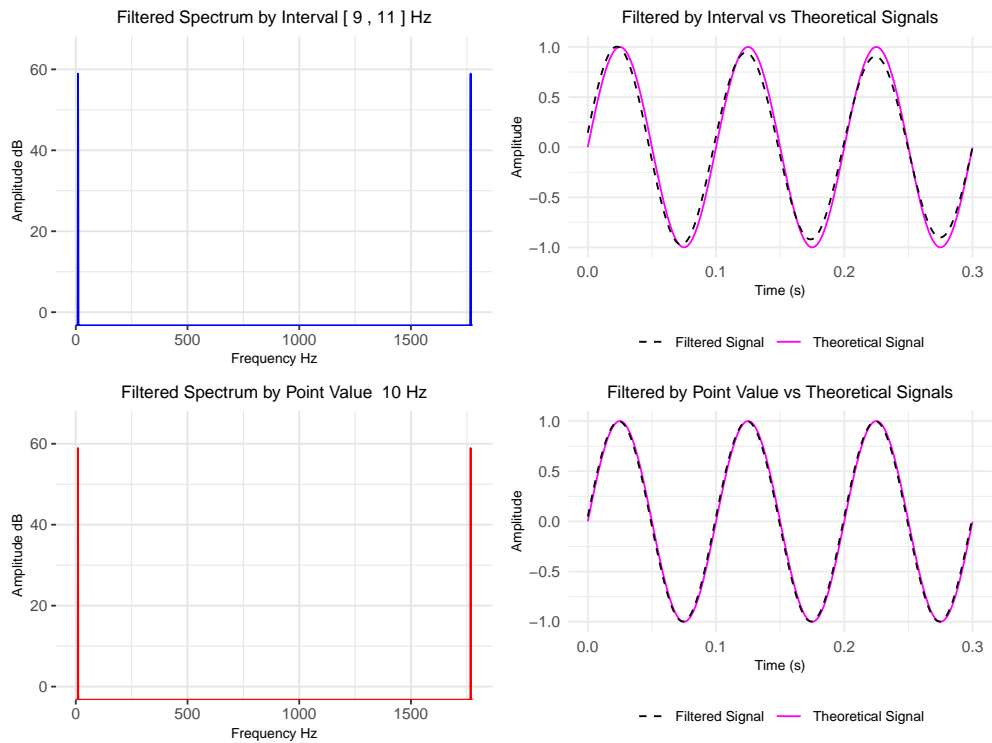 Filtered Spectrum by Interval [ 9 , 11 ] Hz
60
40
20
0
Amplitude dB
0 500 1000 1500
Frequency Hz
Filtered by Interval vs Theoretical Signals
1.0
0.5
0.0
−0.5
−1.0
Amplitude
0.0 0.1 0.2 0.3
Time (s)
Filtered Signal Theoretical Signal
Filtered Spectrum by Point Value 10 Hz
60
40
20
0
Amplitude dB
0 500 1000 1500
Frequency Hz
Filtered by Point Value vs Theoretical Signals
1.0
0.5
0.0
−0.5
−1.0
Amplitude
0.0 0.1 0.2 0.3
Time (s)
Filtered Signal Theoretical Signal